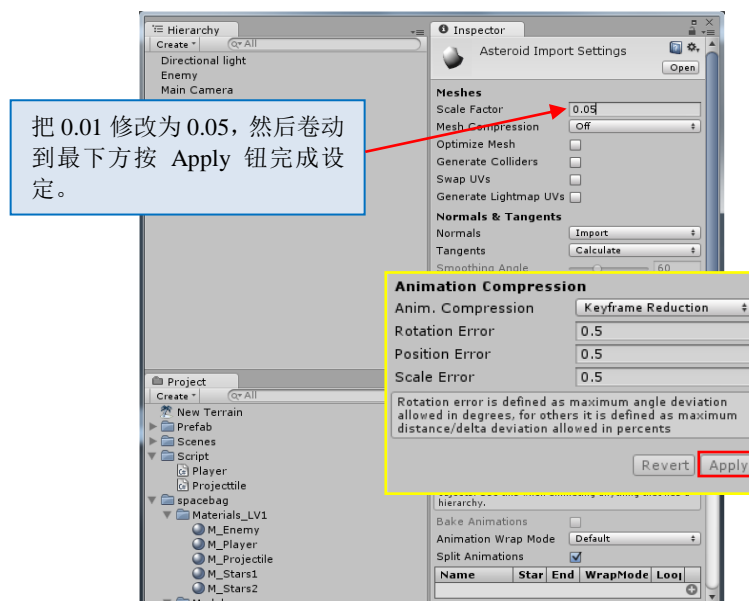 Hierarchy
Create
All
Directional light
Enemy
Main Camera
把 0.01 修改为 0.05，然后卷动
到最下方按 Apply 钮完成设
定。
Project
Create
All
New Terrain
Prefab
Scenes
Script
Player
Projecttile
spacebag
Materials_LV1
M_Enemy
M_Player
M_Projectile
M_Stars1
M_Stars2
Inspector
Asteroid Import Settings
Open
Meshes
Scale Factor 0.05
Mesh Compression Off
Optimize Mesh
Generate Colliders
Swap UVs
Generate Lightmap UVs
Normals & Tangents
Normals Import
Tangents Calculate
Smoothing Angle 60
Animation Compression
Anim. Compression Keyframe Reduction
Rotation Error 0.5
Position Error 0.5
Scale Error 0.5
Rotation error is defined as maximum angle deviation
allowed in degrees, for others it is defined as maximum
distance/delta deviation allowed in percents
Revert Apply
hierarchy.
Bake Animations
Animation Wrap Mode Default
Split Animations
Name Star End WrapMode Loo